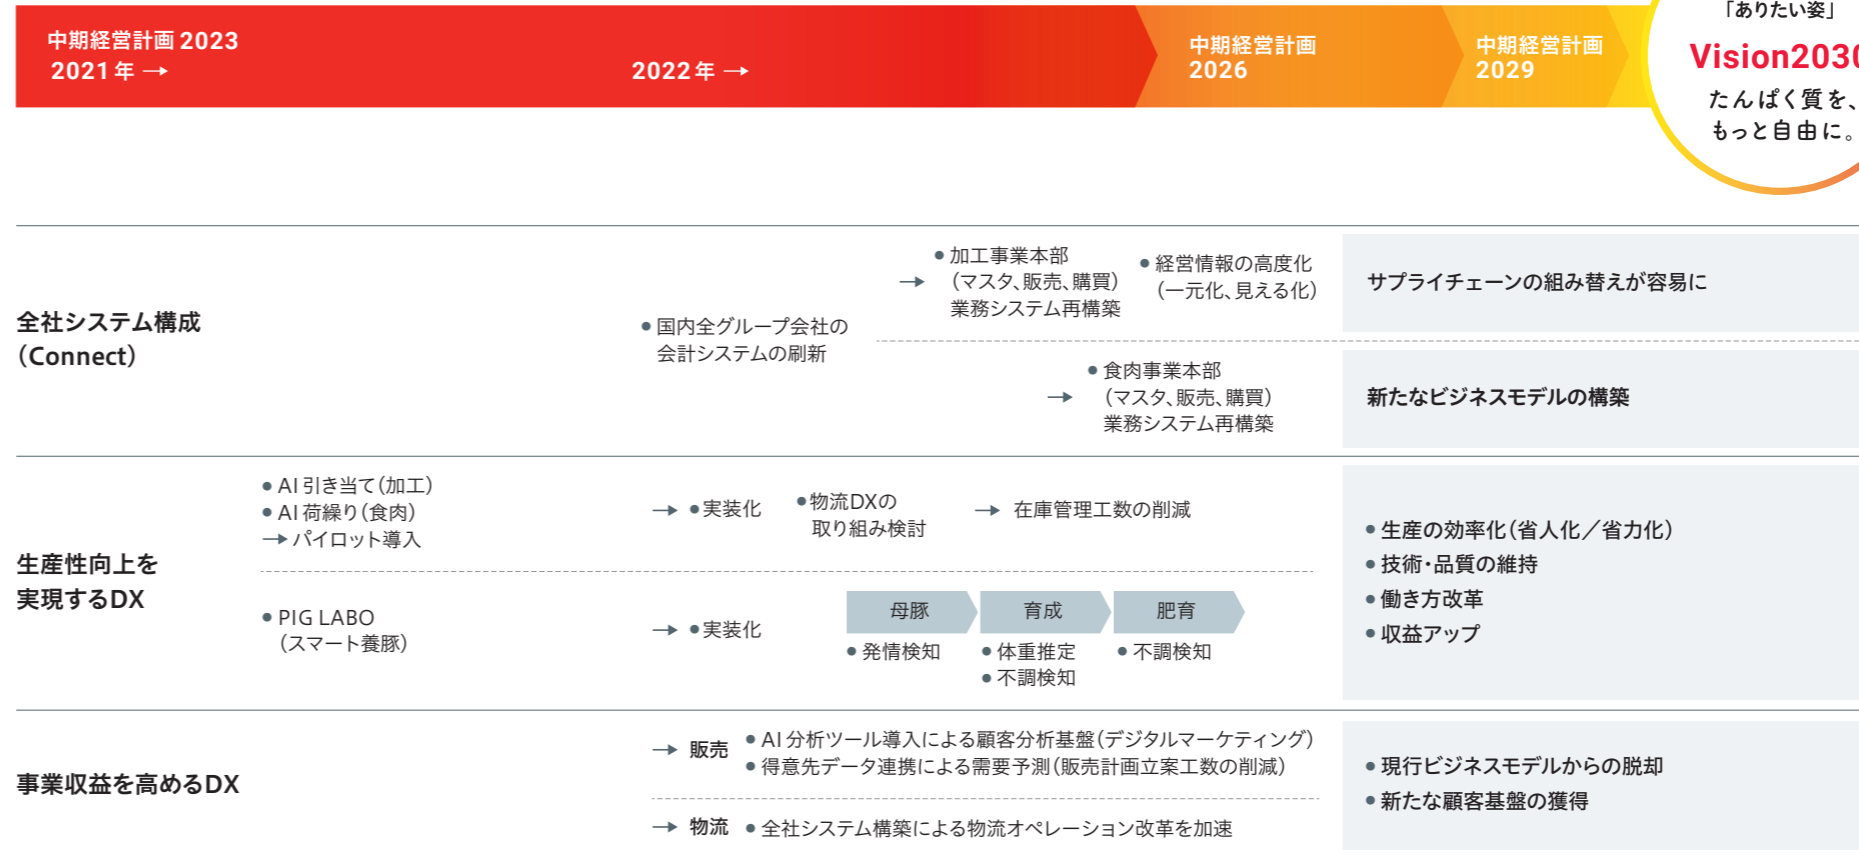 中期経営計画 2023
2021年 →
2022年 →
中期経営計画
2026
中期経営計画
2029
「ありたい姿」
Vision2030
たんぱく質を、
もっと自由に。
全社システム構成
（Connect）
● 国内全グループ会社の
会計システムの刷新
● 加工事業本部
→ （マスタ、販売、購買）
業務システム再構築
● 経営情報の高度化
（一元化、見える化）
サプライチェーンの組み替えが容易に
● 食肉事業本部
→ （マスタ、販売、購買）
業務システム再構築
新たなビジネスモデルの構築
生産性向上を
実現するDX
● AI 引き当て（加工）
● AI 荷繰り（食肉）
→ パイロット導入
→ ● 実装化
● 物流DXの
取り組み検討
→ 在庫管理工数の削減
● PIG LABO
（スマート養豚）
→ ● 実装化
母豚
● 発情検知
育成
● 体重推定
● 不調検知
肥育
● 不調検知
● 生産の効率化（省人化／省力化）
● 技術・品質の維持
● 働き方改革
● 収益アップ
事業収益を高めるDX
→ 販売
● AI 分析ツール導入による顧客分析基盤（デジタルマーケティング）
● 得意先データ連携による需要予測（販売計画立案工数の削減）
→ 物流 ● 全社システム構築による物流オペレーション改革を加速
● 現行ビジネスモデルからの脱却
● 新たな顧客基盤の獲得